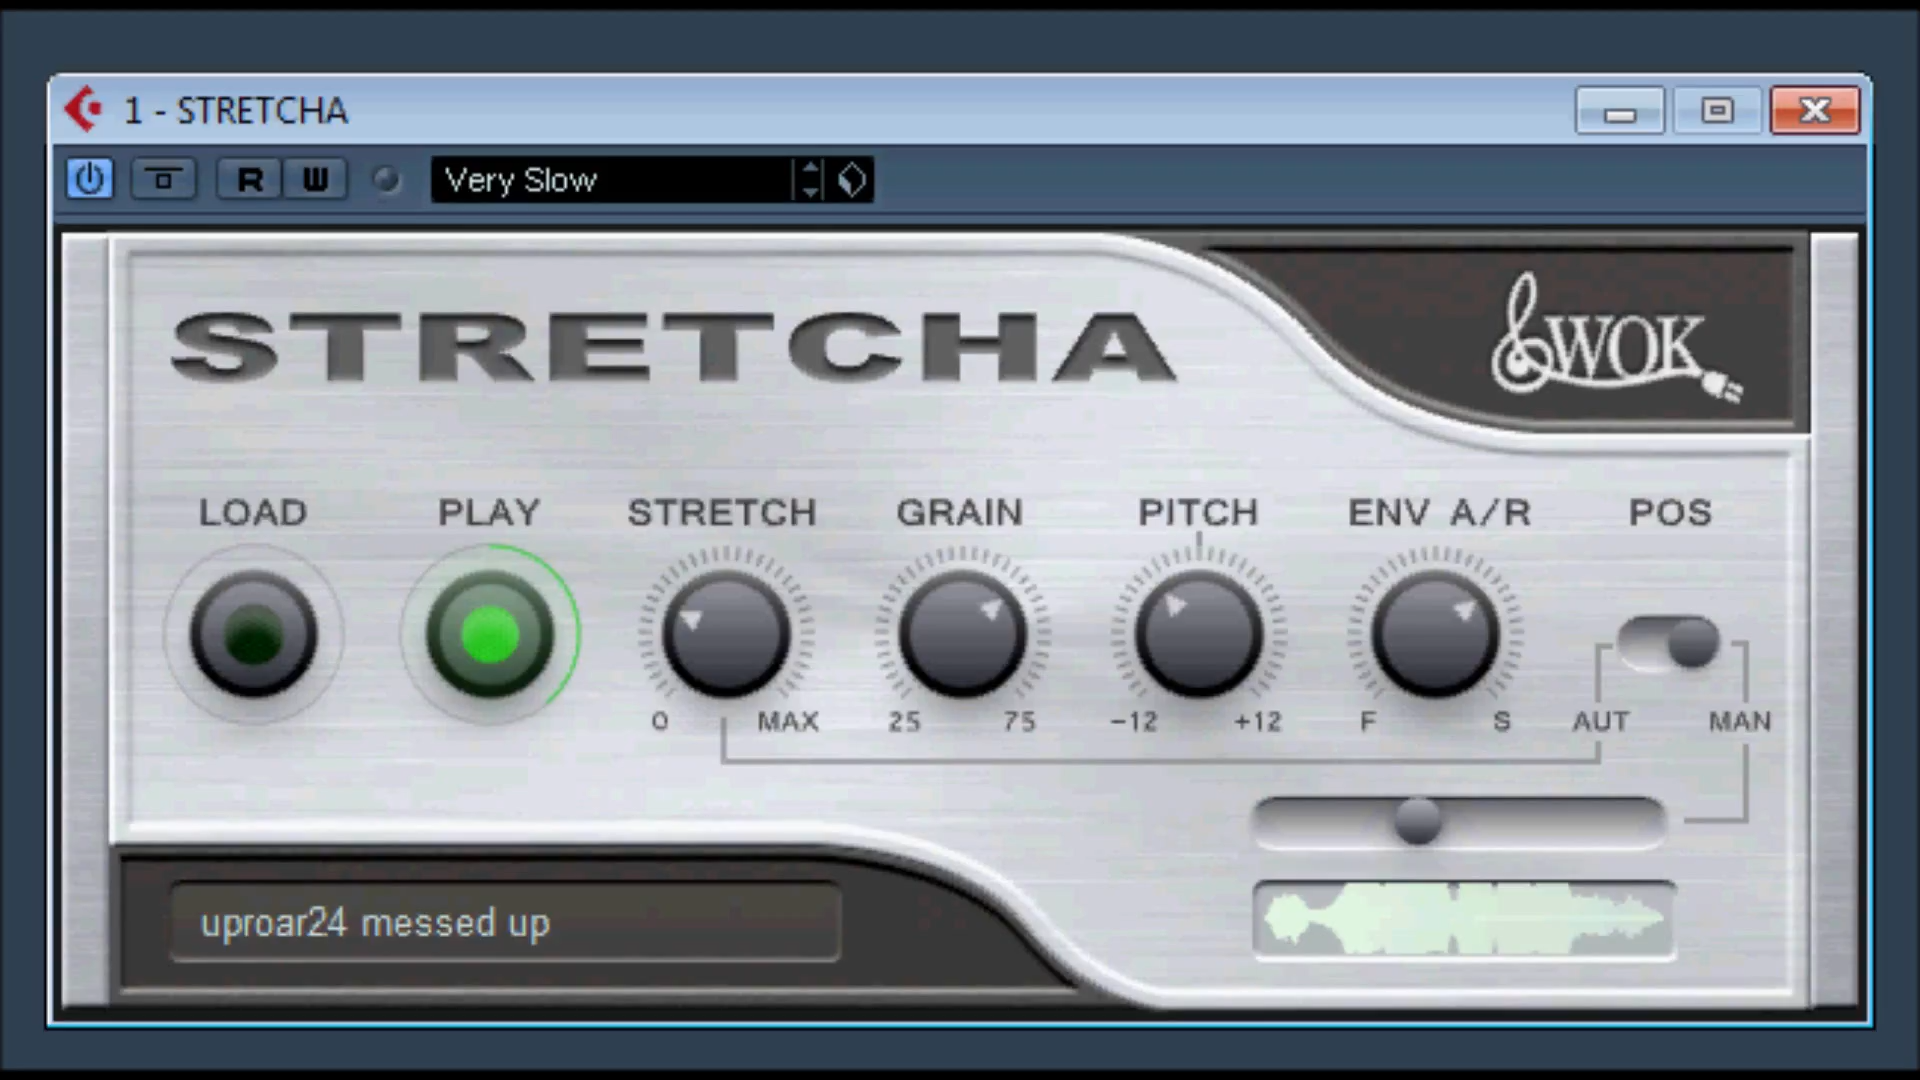 1 - STRETCHA
R W Very Slow
STRETCHA
WOK
LOAD PLAY STRETCH GRAIN PITCH ENV A/R POS
0 MAX 25 75 -12 +12 F S AUT MAN
uproar24 messed up